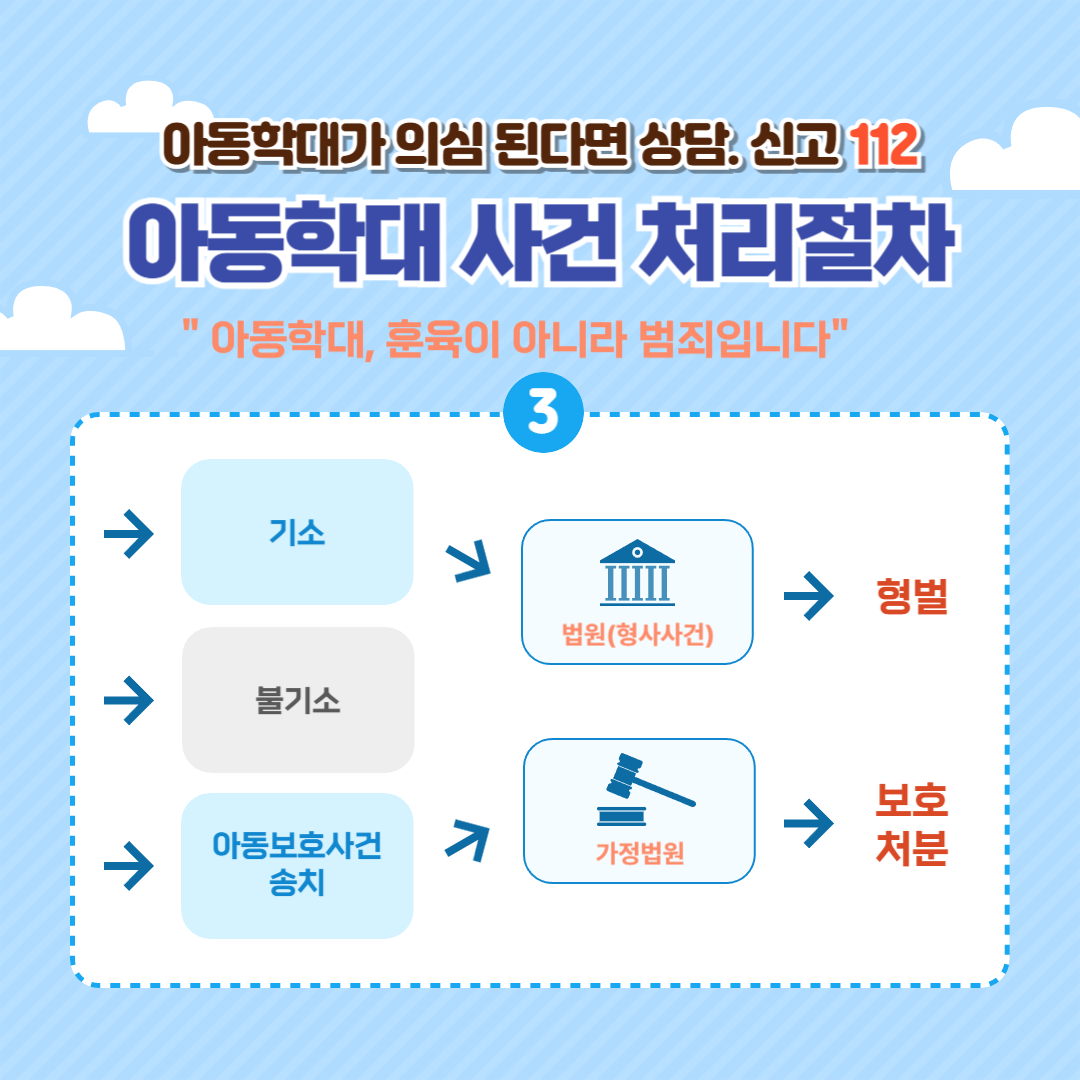 아동학대가 의심 된다면 상담. 신고 112
아동학대 사건 처리절차
" 아동학대, 훈육이 아니라 범죄입니다"
3
기소
법원(형사사건)
형벌
불기소
아동보호사건
송치
가정법원
보호
처분